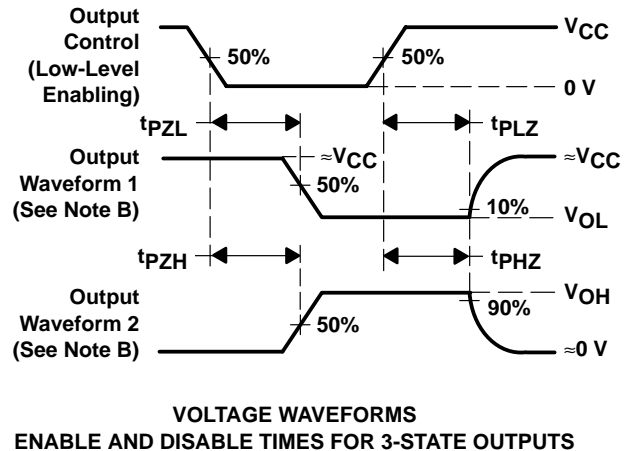 Output
Control
(Low-Level
Enabling)
50%
50%
VCC
0 V
tPZL
tPLZ
Output
Waveform 1
(See Note B)
≈VCC
50%
≈VCC
10%
VOL
tPZH
tPHZ
Output
Waveform 2
(See Note B)
50%
VOH
90%
≈0 V
VOLTAGE WAVEFORMS
ENABLE AND DISABLE TIMES FOR 3-STATE OUTPUTS